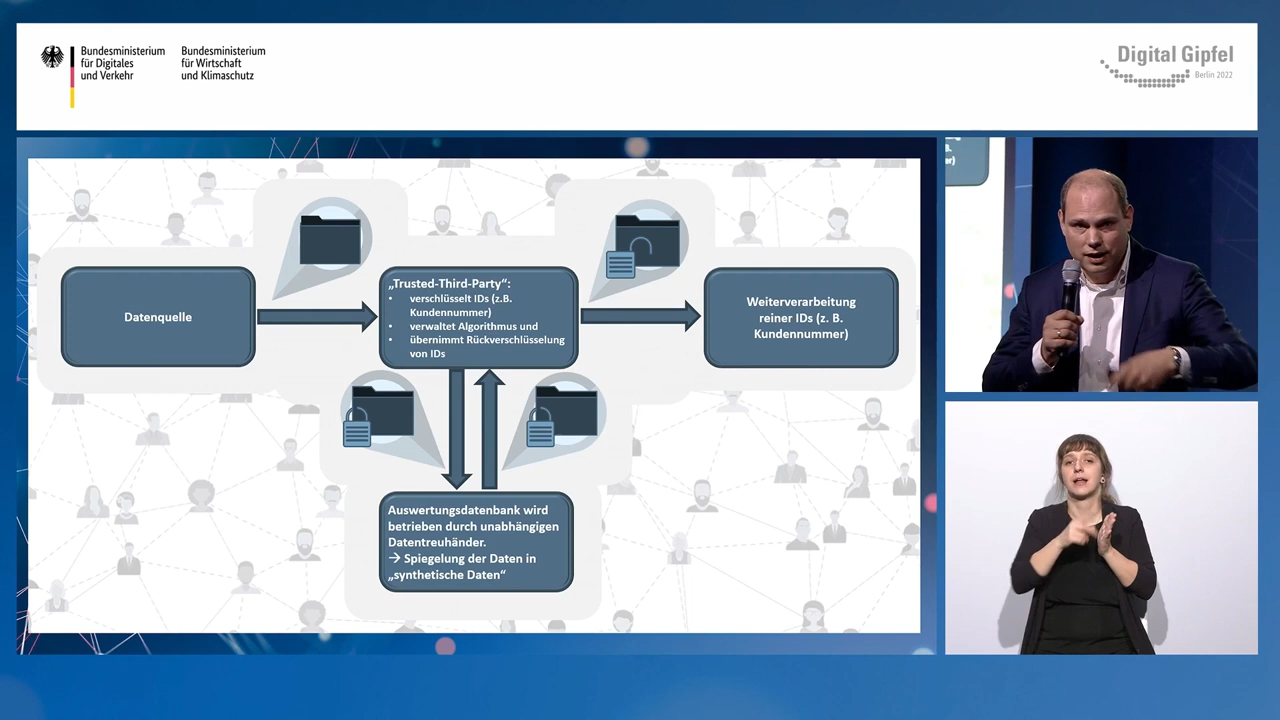 Bundesministerium
für Digitales
und Verkehr
Bundesministerium
für Wirtschaft
und Klimaschutz
Digital Gipfel
Berlin 2022
Datenquelle
„Trusted-Third-Party“:
• verschlüsselt IDs (z.B.
Kundennummer)
• verwaltet Algorithmus und
• übernimmt Rückverschlüsselung
von IDs
Weiterverarbeitung
reiner IDs (z. B.
Kundennummer)
Auswertungsdatenbank wird
betrieben durch unabhängigen
Datentreuhänder.
→ Spiegelung der Daten in
„synthetische Daten“